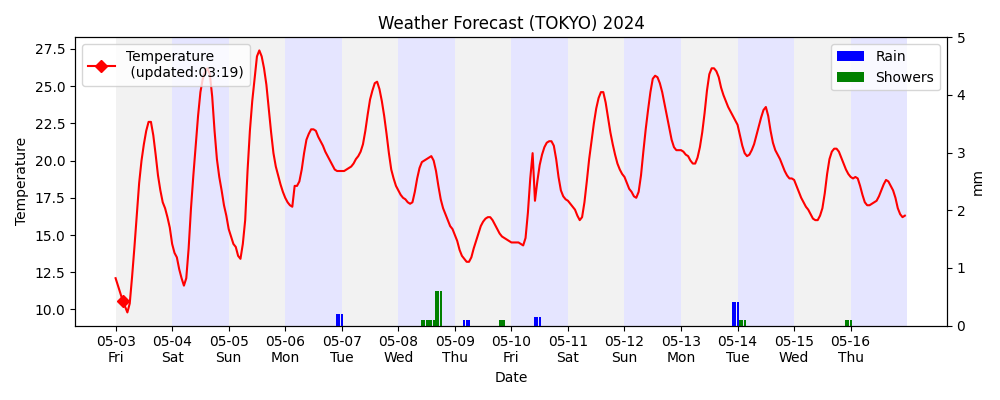 Weather Forecast (TOKYO) 2024
Temperature
(updated:03:19)
Rain
Showers
27.5
25.0
22.5
20.0
17.5
15.0
12.5
10.0
Temperature
5
4
3
2
1
0
mm
05-03 05-04 05-05 05-06 05-07 05-08 05-09 05-10 05-11 05-12 05-13 05-14 05-15 05-16
Fri Sat Sun Mon Tue Wed Thu Fri Sat Sun Mon Tue Wed Thu
Date